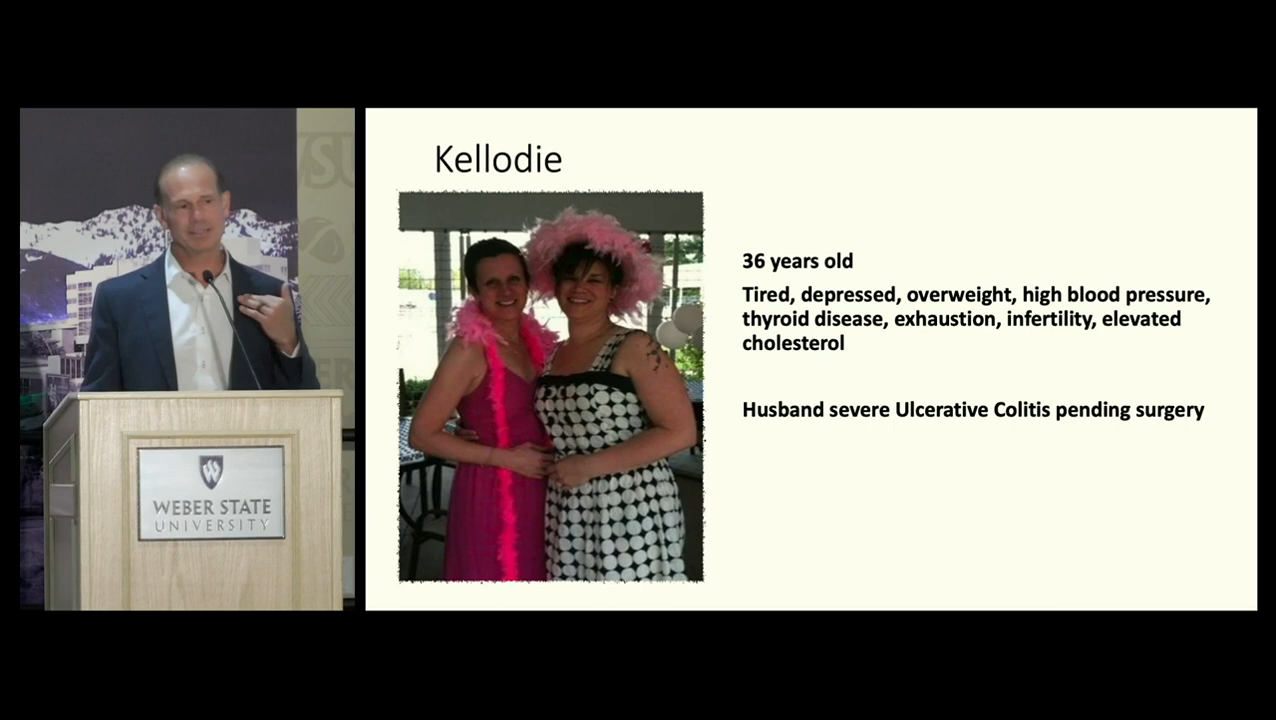 Kellodie
36 years old
Tired, depressed, overweight, high blood pressure,
thyroid disease, exhaustion, infertility, elevated
cholesterol
Husband severe Ulcerative Colitis pending surgery
WEBER STATE
UNIVERSITY